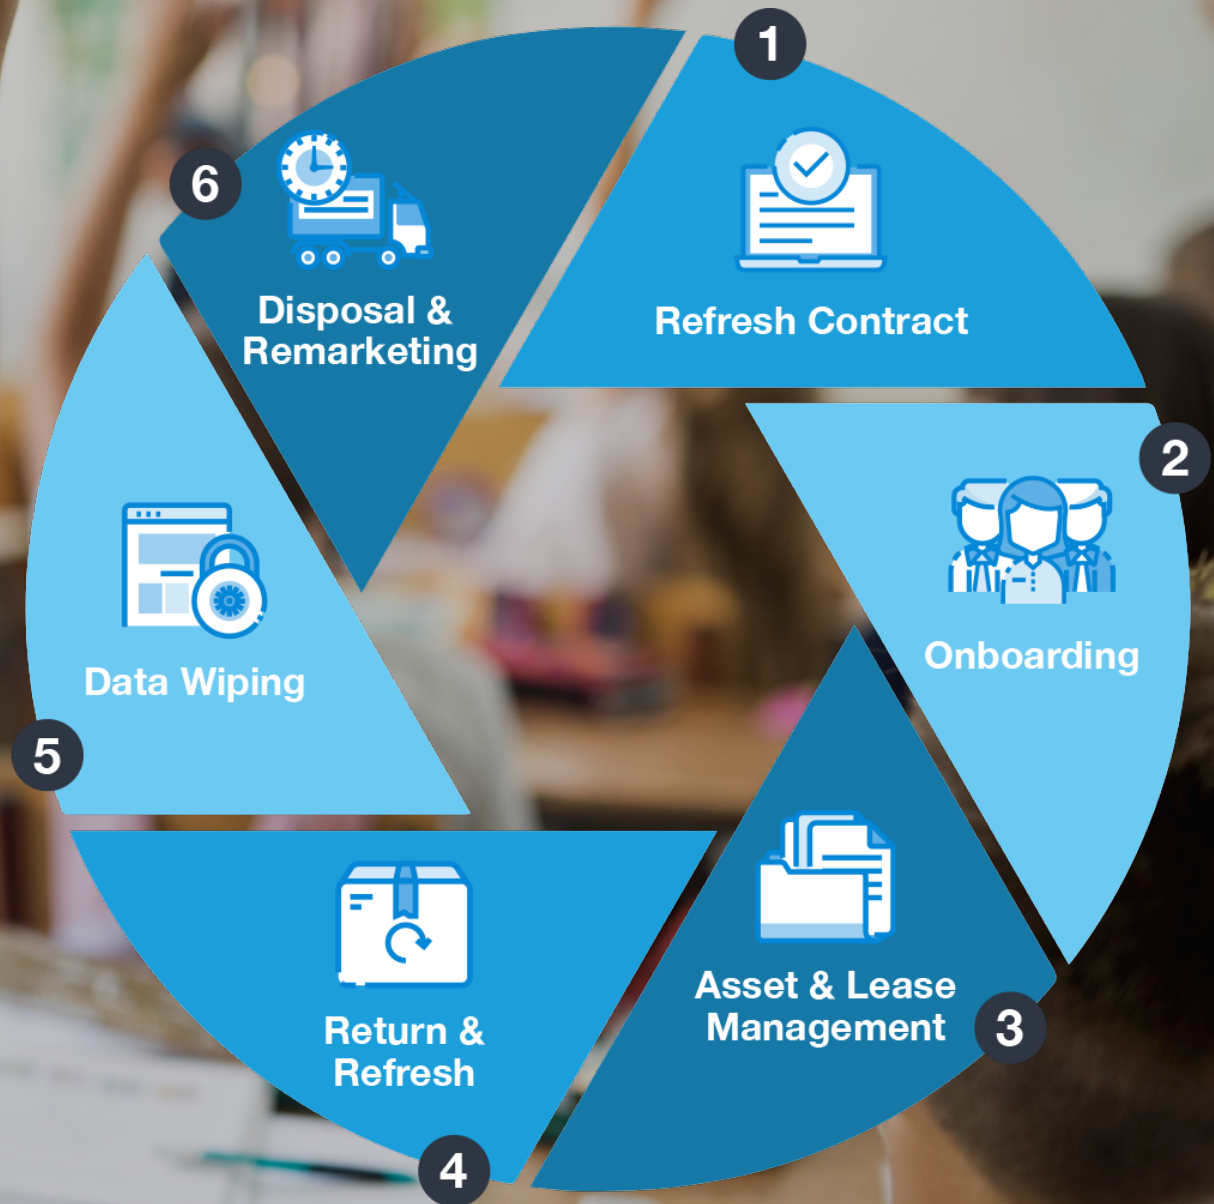 1
Refresh Contract
2
Onboarding
3
Asset & Lease
Management
4
Return &
Refresh
5
Data Wiping
6
Disposal &
Remarketing